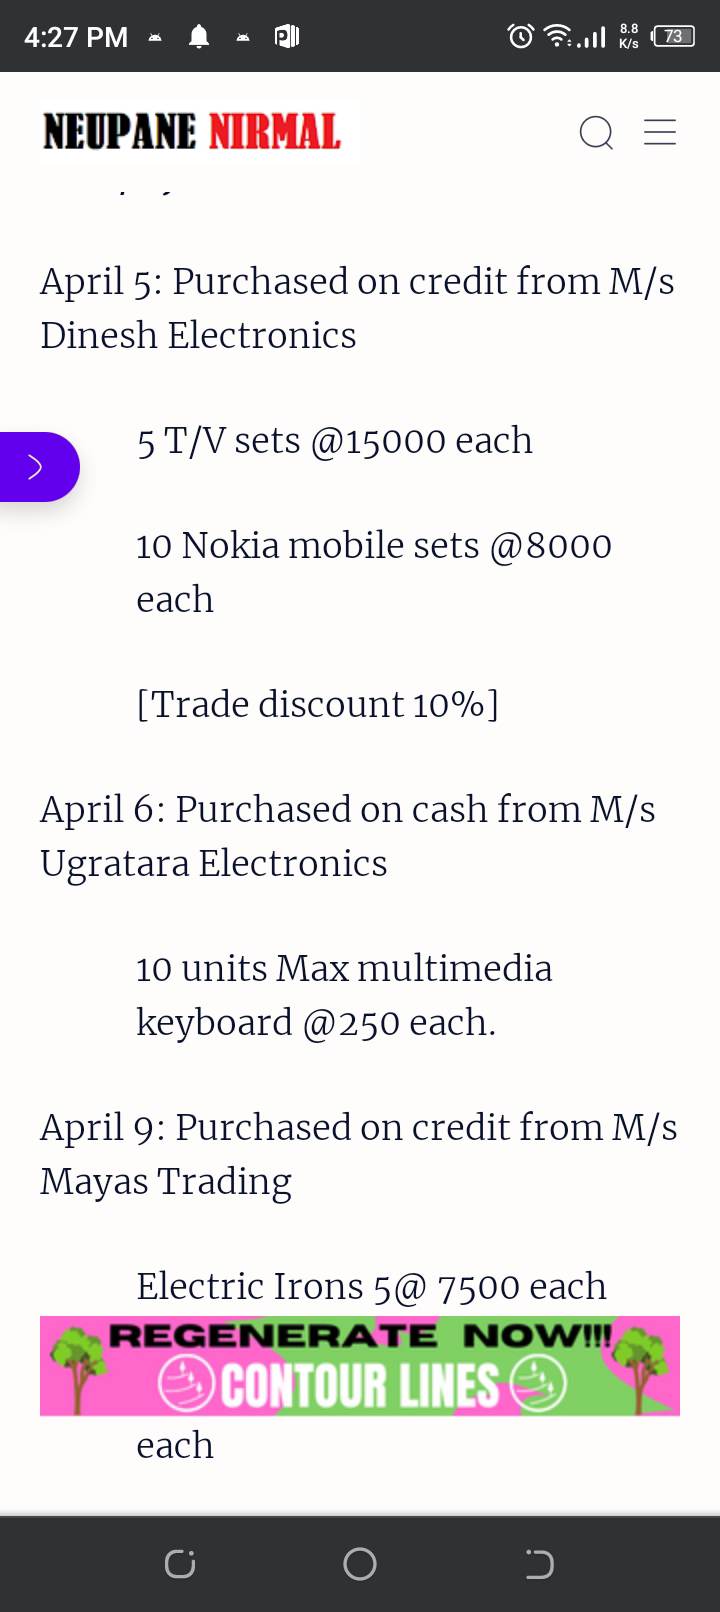 4:27 PM
8.8
K/s
73
NEUPANE NIRMAL
April 5: Purchased on credit from M/s
Dinesh Electronics
5 T/V sets @15000 each
10 Nokia mobile sets @8000
each
[Trade discount 10%]
April 6: Purchased on cash from M/s
Ugratara Electronics
10 units Max multimedia
keyboard @250 each.
April 9: Purchased on credit from M/s
Mayas Trading
Electric Irons 5@ 7500 each
REGENERATE NOW!!!
CONTOUR LINES
each